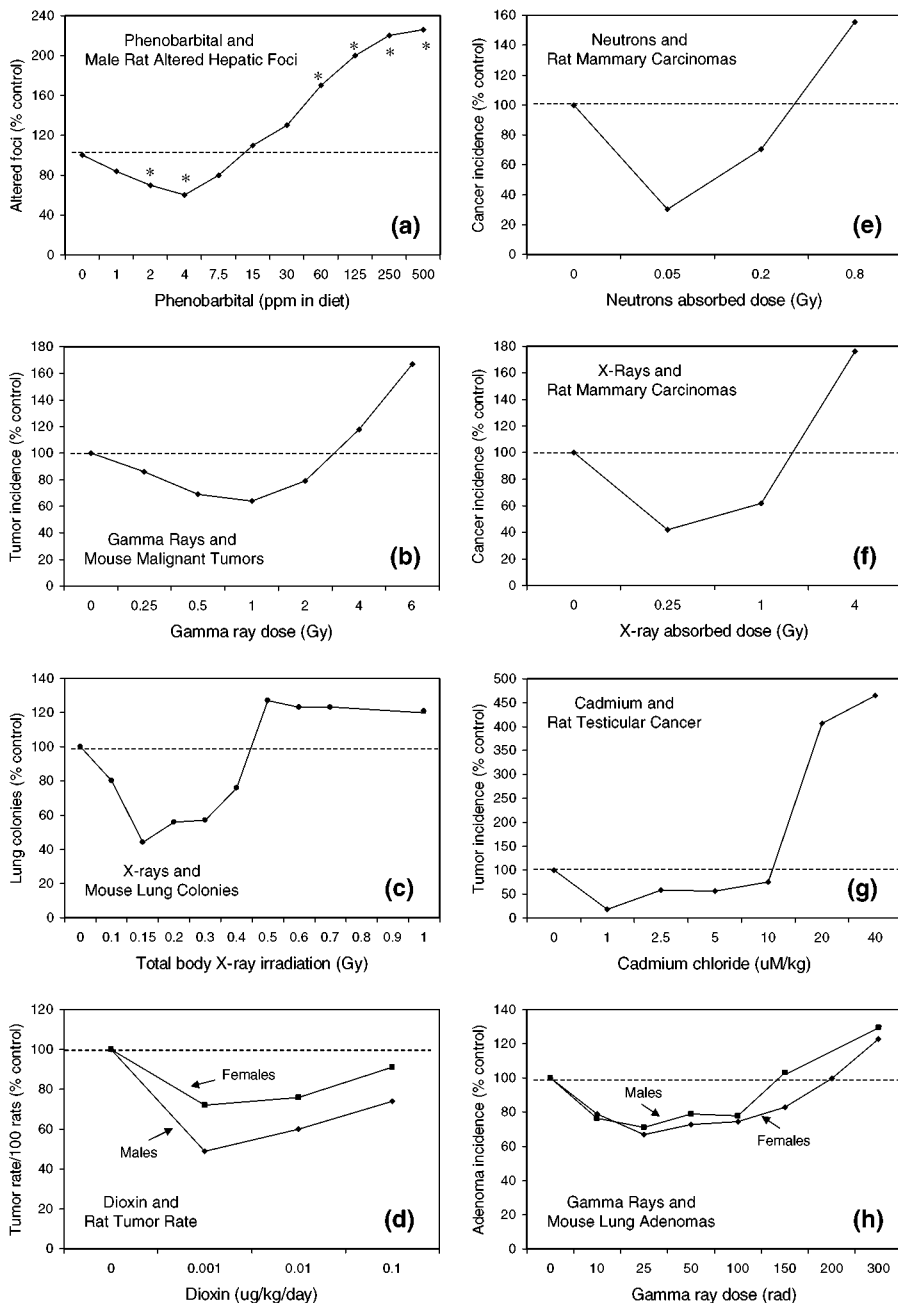 240
200
160
120
80
40
0
Altered foci (% control)
Phenobarbital and
Male Rat Altered Hepatic Foci
* * * * * *
(a)
0 1 2 4 7.5 15 30 60 125 250 500
Phenobarbital (ppm in diet)
160
140
120
100
80
60
40
20
0
Cancer incidence (% control)
Neutrons and
Rat Mammary Carcinomas
(e)
0 0.05 0.2 0.8
Neutrons absorbed dose (Gy)
180
160
140
120
100
80
60
40
20
0
Tumor incidence (% control)
Gamma Rays and
Mouse Malignant Tumors
(b)
0 0.25 0.5 1 2 4 6
Gamma ray dose (Gy)
180
160
140
120
100
80
60
40
20
0
Cancer incidence (% control)
X-Rays and
Rat Mammary Carcinomas
(f)
0 0.25 1 4
X-ray absorbed dose (Gy)
140
120
100
80
60
40
20
0
Lung colonies (% control)
X-rays and
Mouse Lung Colonies
(c)
0 0.1 0.15 0.2 0.3 0.4 0.5 0.6 0.7 0.8 0.9 1
Total body X-ray irradiation (Gy)
500
450
400
350
300
250
200
150
100
50
0
Tumor incidence (% control)
Cadmium and
Rat Testicular Cancer
(g)
0 1 2.5 5 10 20 40
Cadmium chloride (uM/kg)
120
100
80
60
40
20
0
Tumor rate/100 rats (% control)
Females
Males
Dioxin and
Rat Tumor Rate
(d)
0 0.001 0.01 0.1
Dioxin (ug/kg/day)
140
120
100
80
60
40
20
0
Adenoma incidence (% control)
Males
Females
Gamma Rays and
Mouse Lung Adenomas
(h)
0 10 25 50 100 150 200 300
Gamma ray dose (rad)